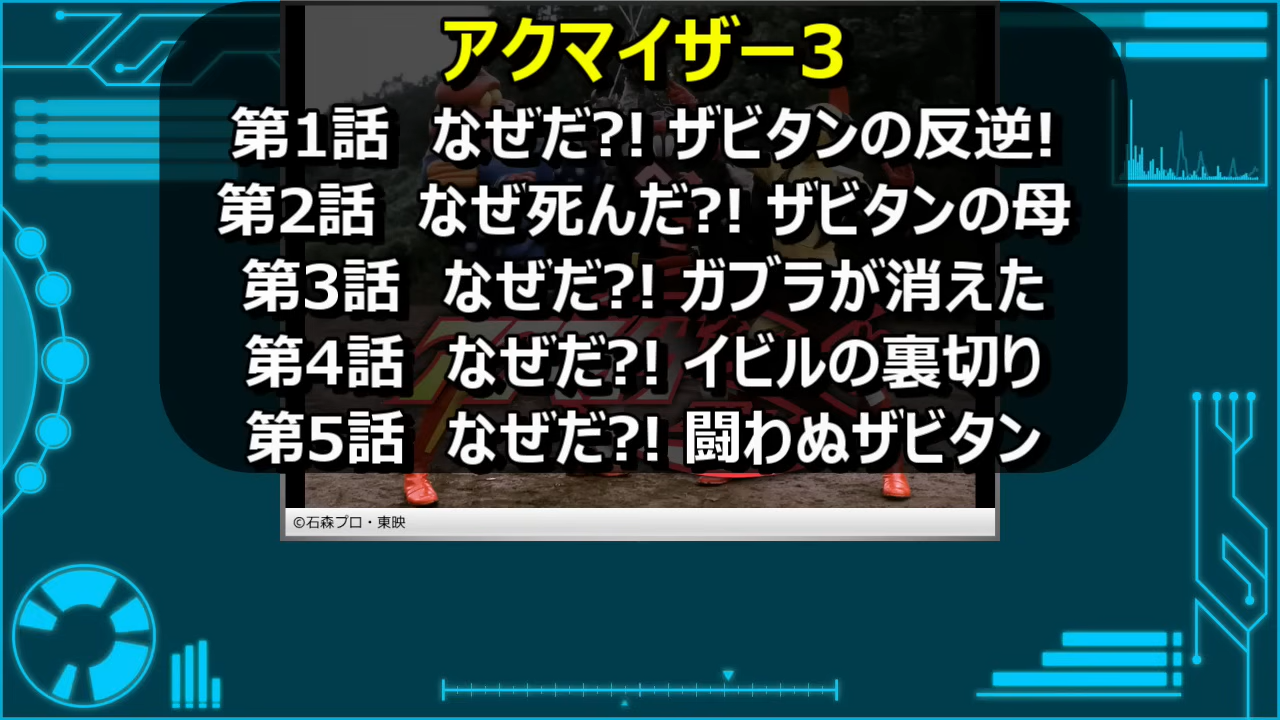 アクマイザー3
第1話 なぜだ?! ザビタンの反逆!
第2話 なぜ死んだ?! ザビタンの母
第3話 なぜだ?! ガブラが消えた
第4話 なぜだ?! イビルの裏切り
第5話 なぜだ?! 闘わぬザビタン
©石森プロ・東映